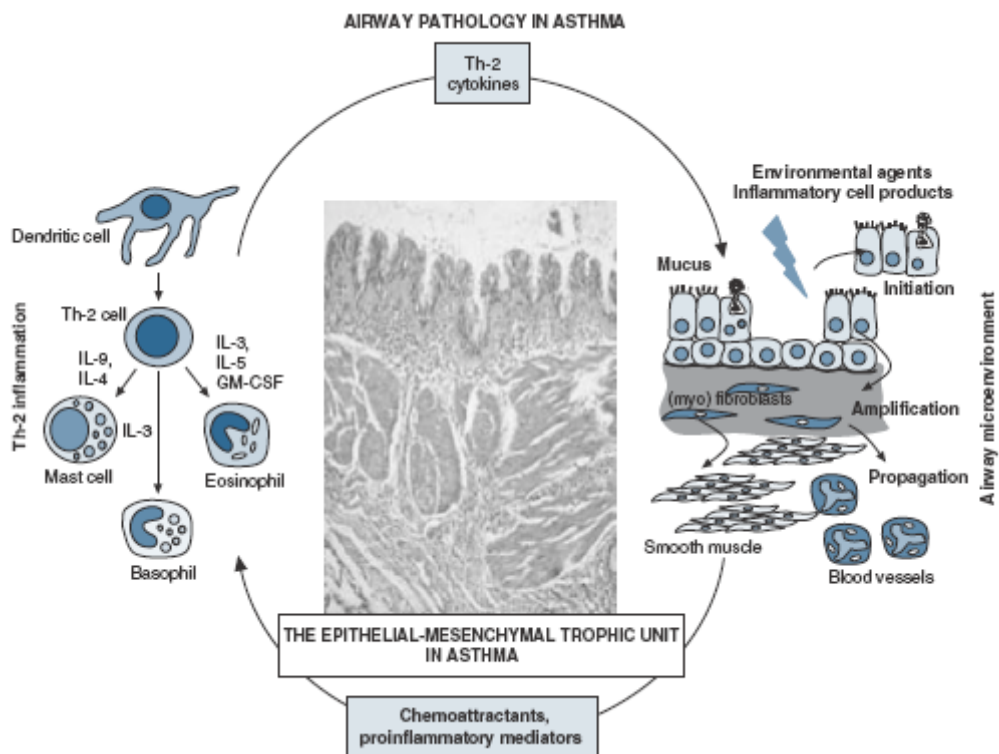 AIRWAY PATHOLOGY IN ASTHMA
Th-2
cytokines
Dendritic cell
Th-2 cell
IL-9,
IL-4
IL-3,
IL-5
GM-CSF
IL-3
Mast cell
Eosinophil
Basophil
Th-2 inflammation
Environmental agents
Inflammatory cell products
Mucus
Initiation
(myo) fibroblasts
Amplification
Propagation
Smooth muscle
Blood vessels
Airway microenvironment
THE EPITHELIAL-MESENCHYMAL TROPHIC UNIT
IN ASTHMA
Chemoattractants,
proinflammatory mediators